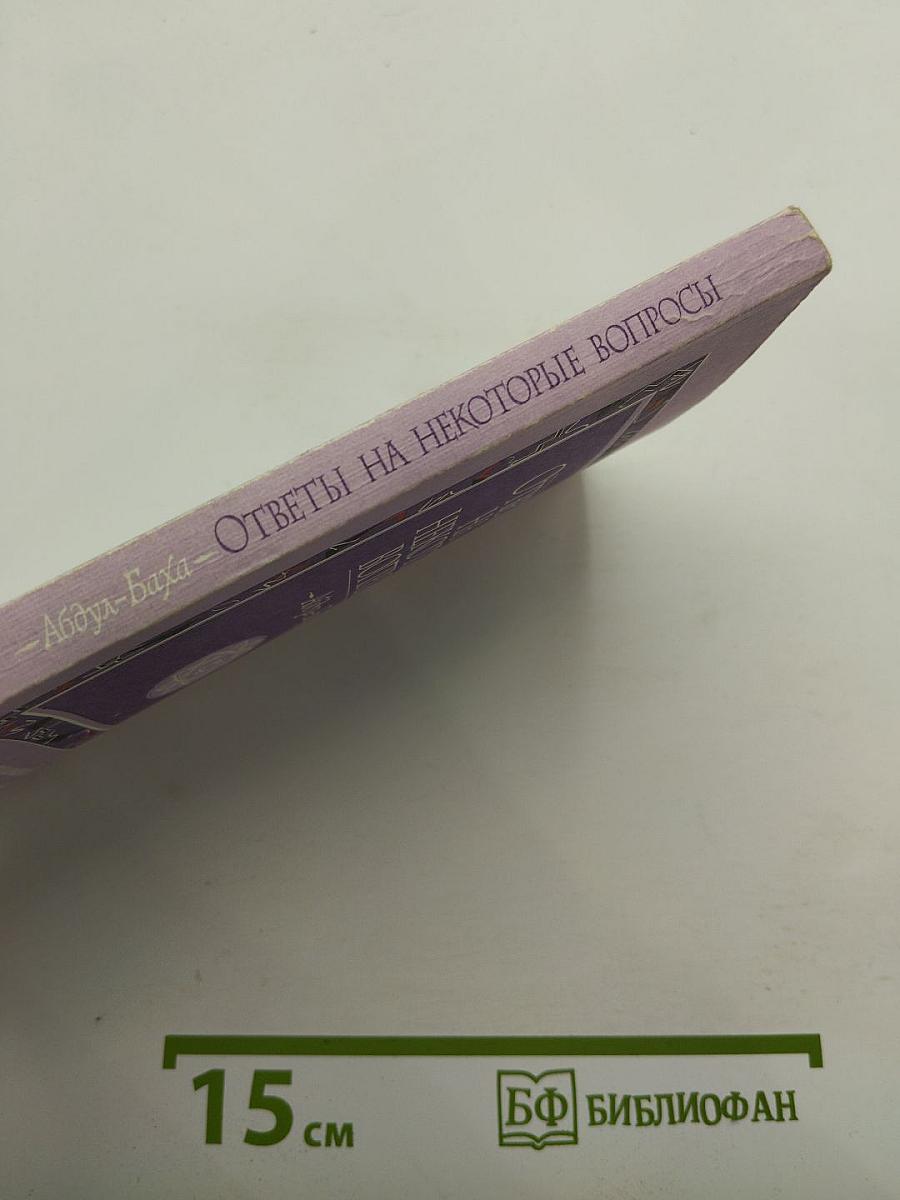 —Абдул-Баха— ОТВЕТЫ НА НЕКОТОРЫЕ ВОПРОСЫ
15 см
БФ БИБЛИОФАН